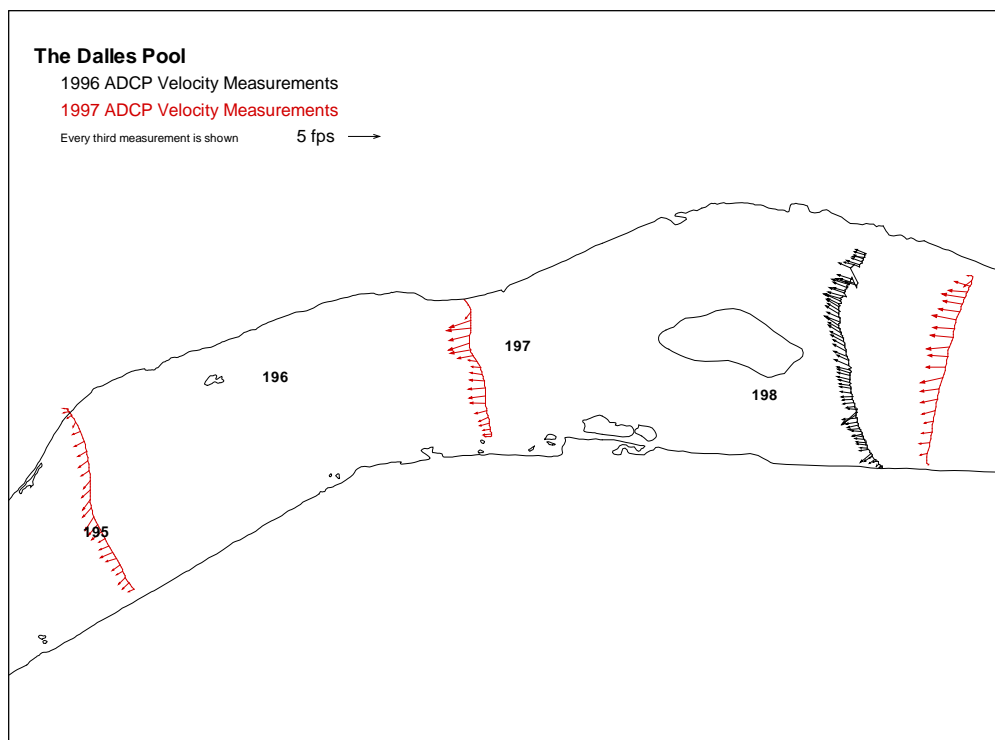 The Dalles Pool
1996 ADCP Velocity Measurements
1997 ADCP Velocity Measurements
Every third measurement is shown 5 fps
197
196
198
195